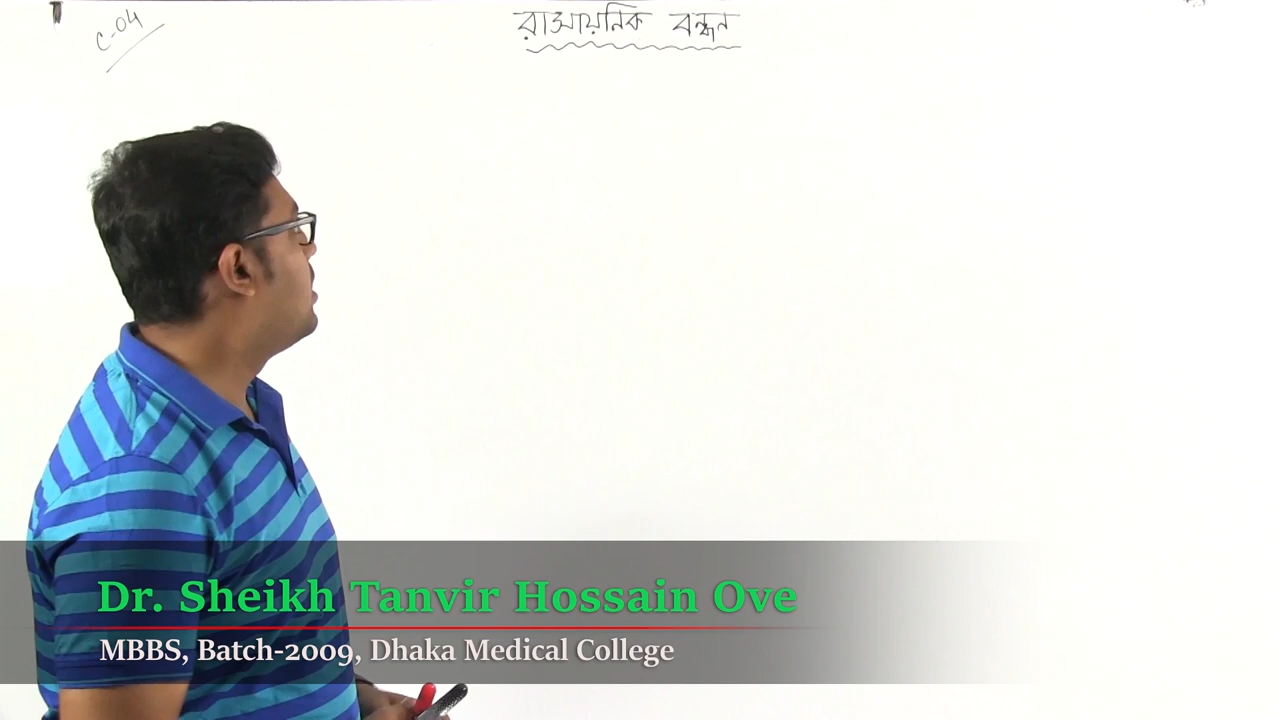 C-04
রাসায়নিক বন্ধন
Dr. Sheikh Tanvir Hossain Ove
MBBS, Batch-2009, Dhaka Medical College